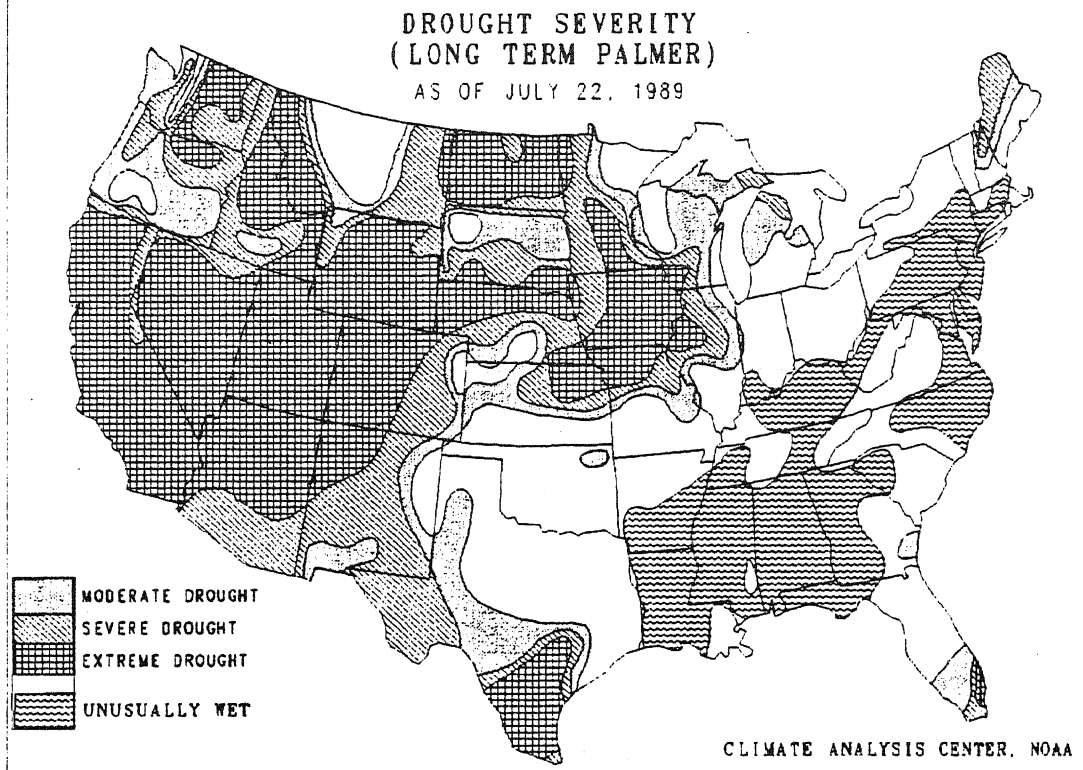 DROUGHT SEVERITY
(LONG TERM PALMER)
AS OF JULY 22, 1989
MODERATE DROUGHT
SEVERE DROUGHT
EXTREME DROUGHT
UNUSUALLY WET
CLIMATE ANALYSIS CENTER, NOAA